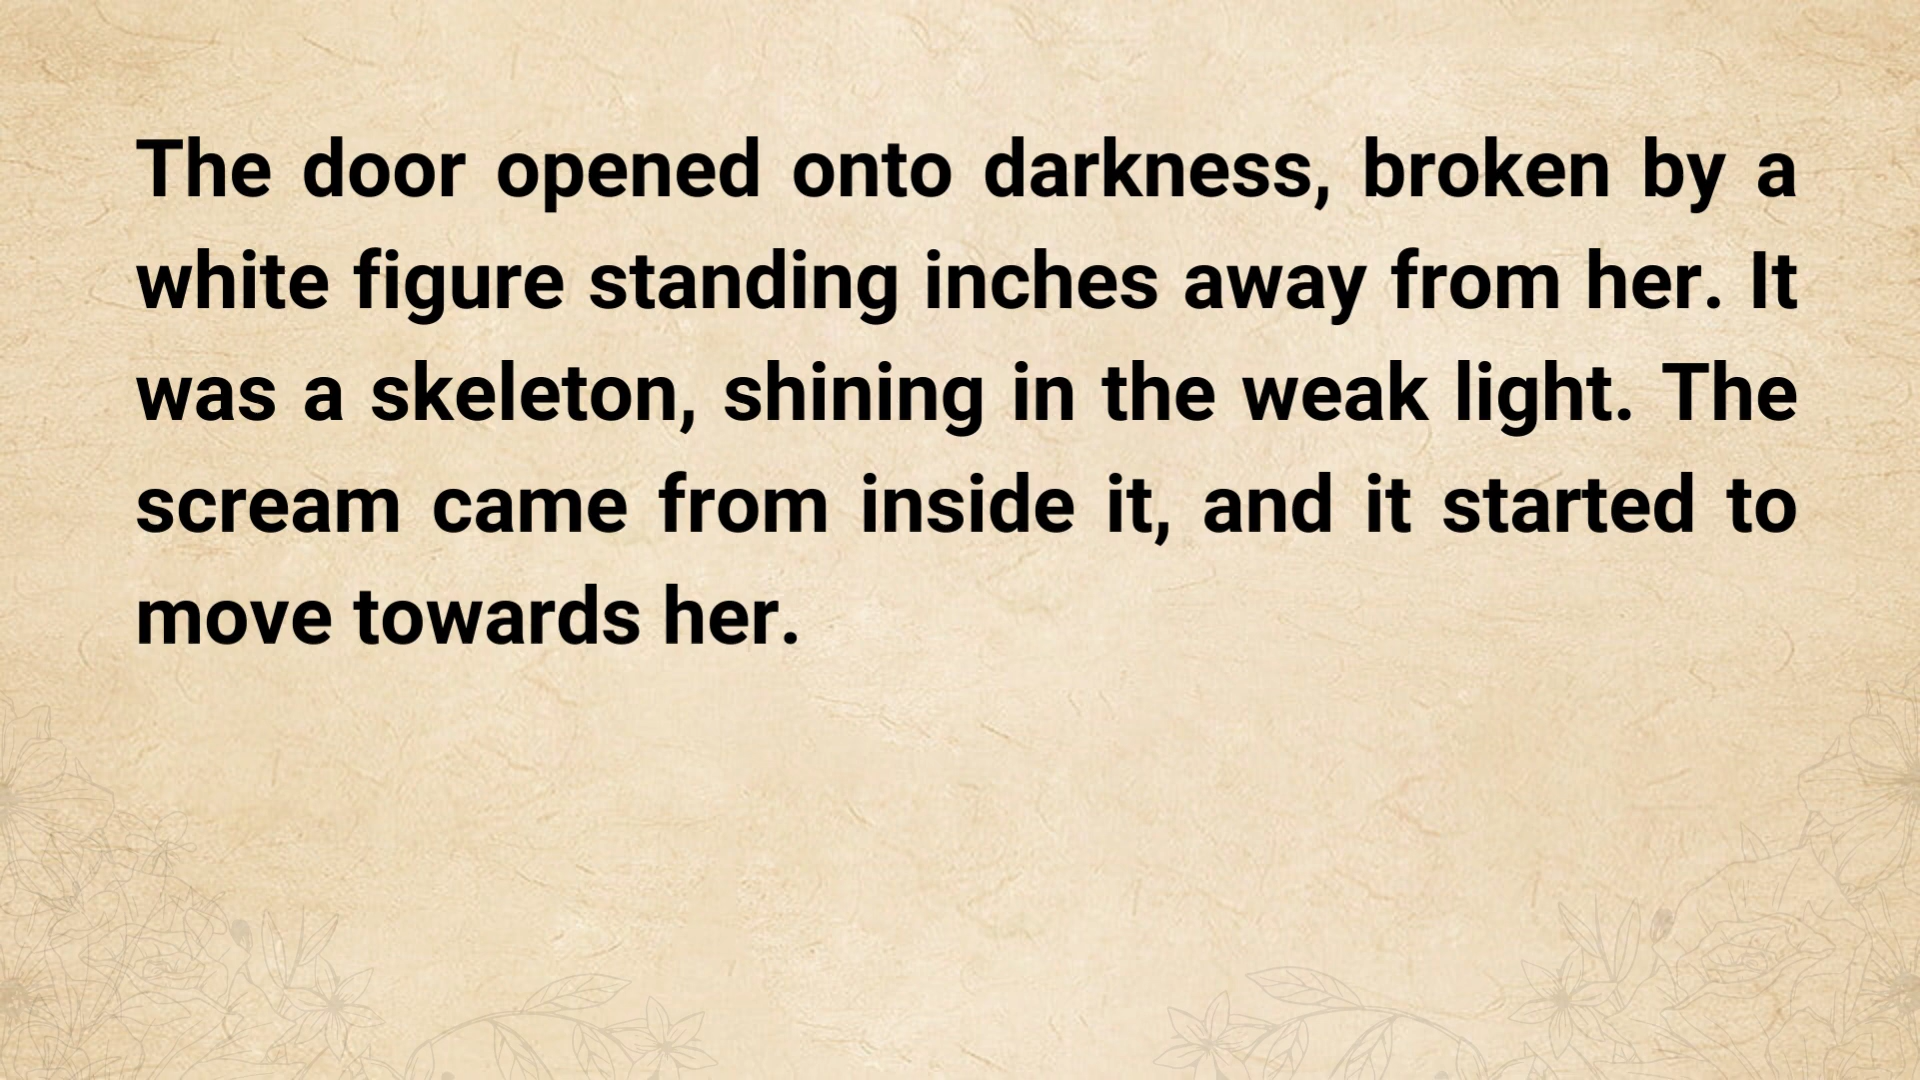 The door opened onto darkness, broken by a
white figure standing inches away from her. It
was a skeleton, shining in the weak light. The
scream came from inside it, and it started to
move towards her.